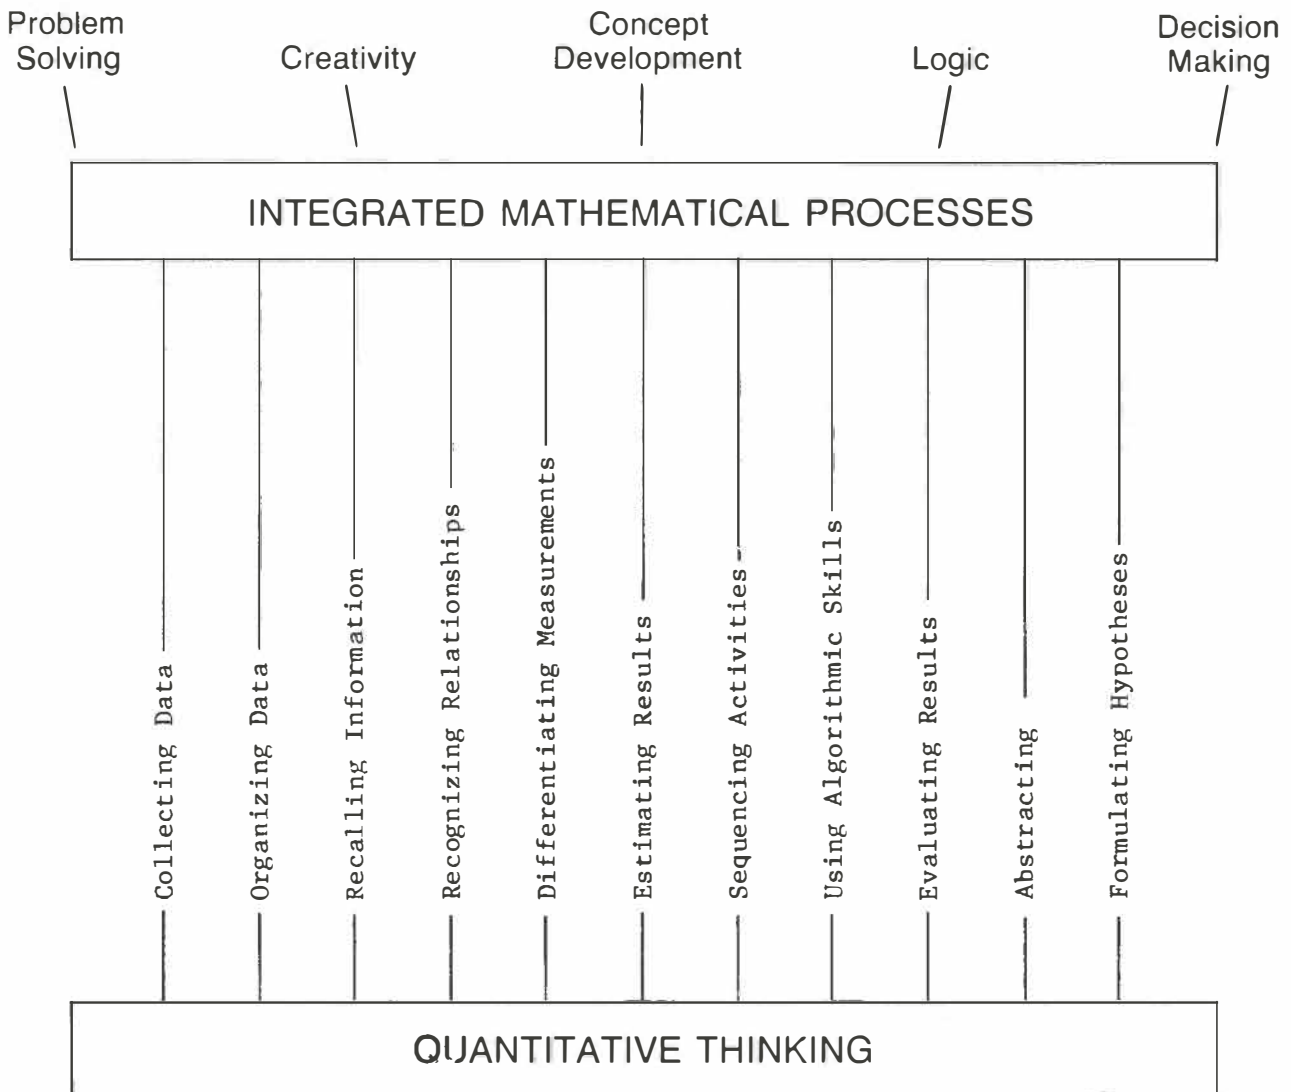 Problem
Solving
Creativity
Concept
Development
Logic
Decision
Making
INTEGRATED MATHEMATICAL PROCESSES
Collecting Data
Organizing Data
Recalling Information
Recognizing Relationships
Differentiating Measurements
Estimating Results
Sequencing Activities
Using Algorithmic Skills
Evaluating Results
Abstracting
Formulating Hypotheses
QUANTITATIVE THINKING